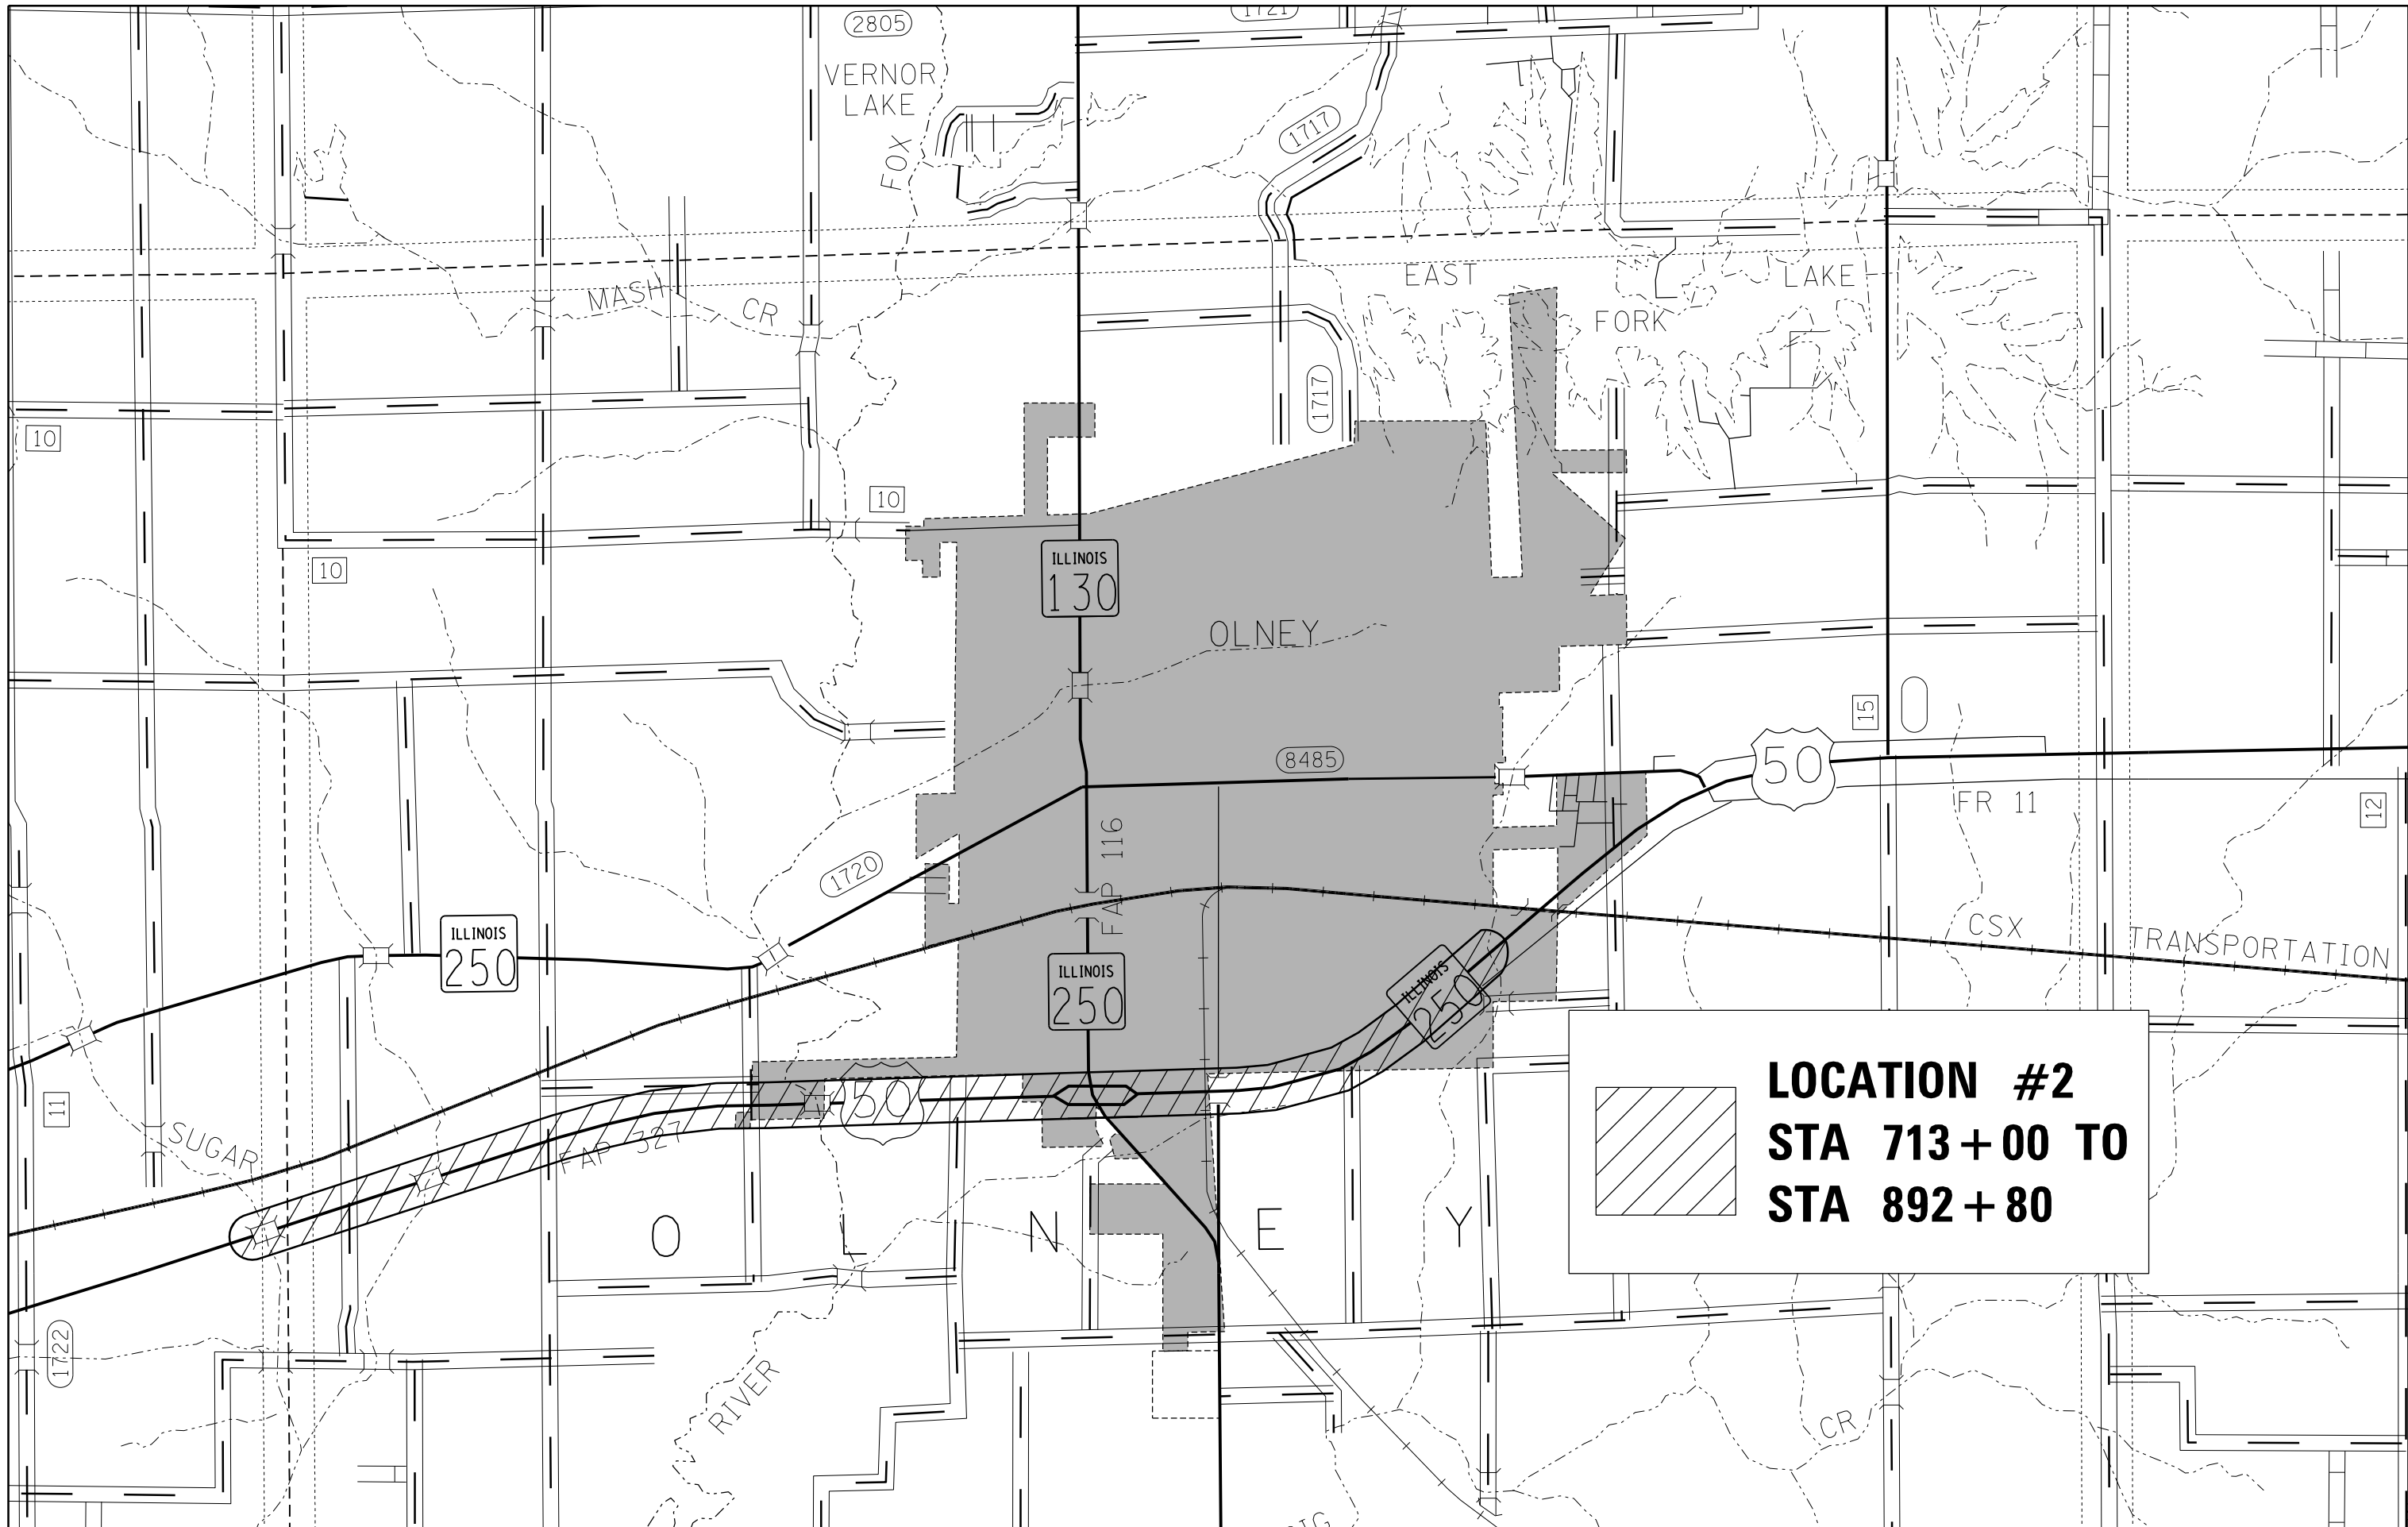 2805
1721
VERNOR
LAKE
FOX
1717
EAST
LAKE
FORK
MASH
CR
1717
10
10
10
ILLINOIS
130
OLNEY
15
8485
50
FR 11
12
FAP 116
1720
ILLINOIS
250
CSX
TRANSPORTATION
ILLINOIS
250
ILLINOIS
250
50
11
SUGAR
FAP 327
O L N E Y
LOCATION #2
STA 713+00 TO
STA 892+80
1722
RIVER
CR